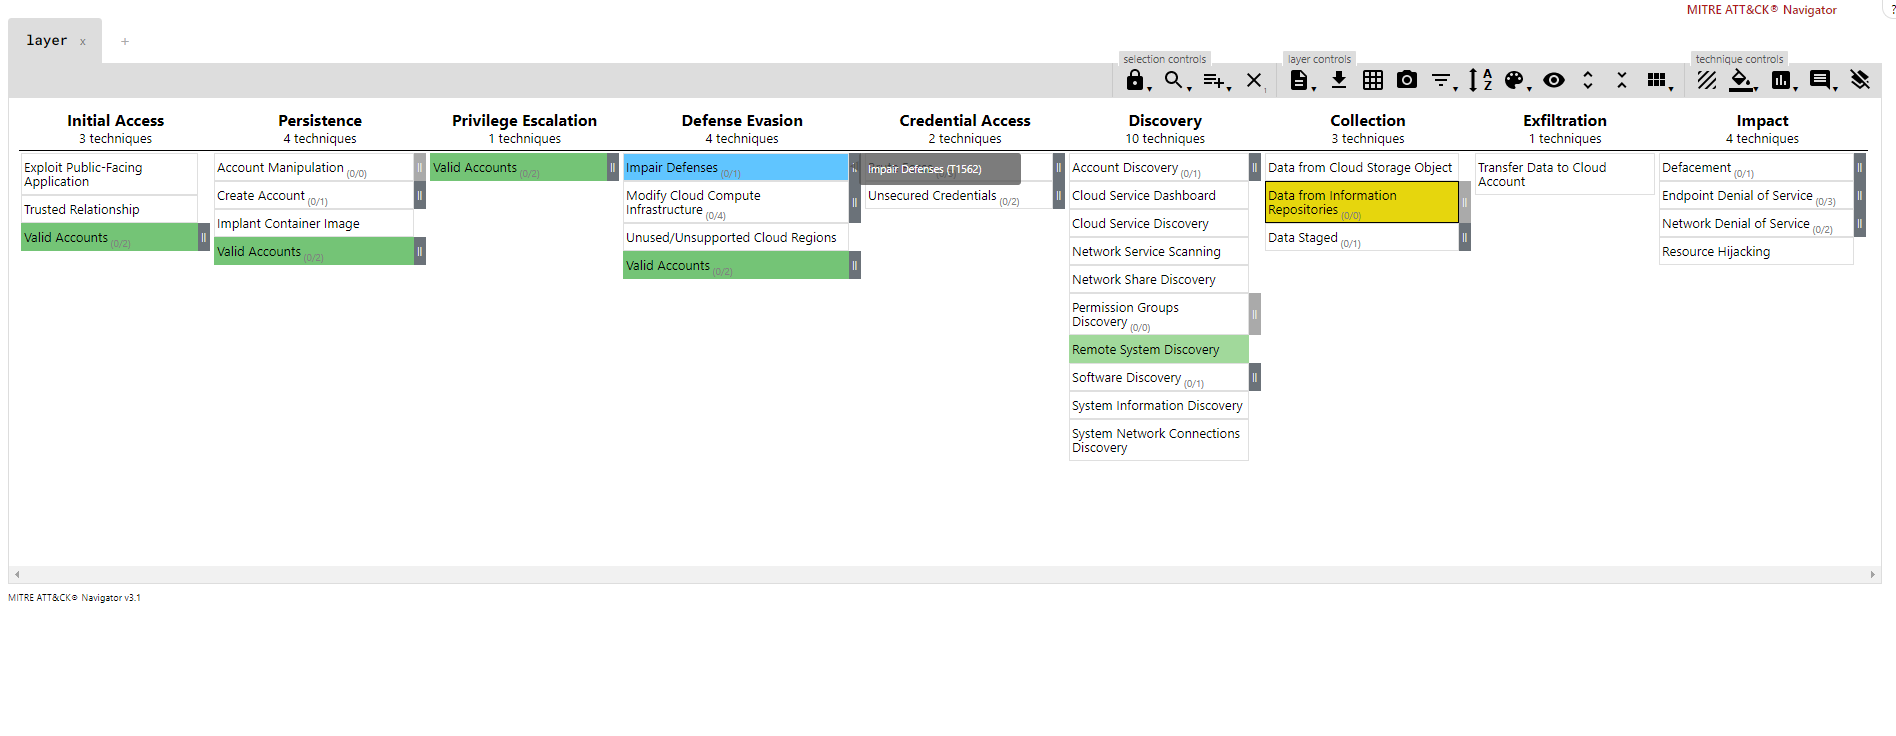 MITRE ATT&CK® Navigator
?
layer x +
selection controls
layer controls
technique controls
Initial Access
3 techniques
Exploit Public-Facing
Application
Trusted Relationship
Valid Accounts (0/2)
Persistence
4 techniques
Account Manipulation (0/0)
Create Account (0/1)
Implant Container Image
Valid Accounts (0/2)
Privilege Escalation
1 techniques
Valid Accounts (0/2)
Defense Evasion
4 techniques
Impair Defenses (0/1)
Modify Cloud Compute
Infrastructure (0/4)
Unused/Unsupported Cloud Regions
Valid Accounts (0/2)
Credential Access
2 techniques
Impair Defenses (T1562)
Unsecured Credentials (0/2)
Discovery
10 techniques
Account Discovery (0/1)
Cloud Service Dashboard
Cloud Service Discovery
Network Service Scanning
Network Share Discovery
Permission Groups
Discovery (0/0)
Remote System Discovery
Software Discovery (0/1)
System Information Discovery
System Network Connections
Discovery
Collection
3 techniques
Data from Cloud Storage Object
Data from Information
Repositories (0/0)
Data Staged (0/1)
Exfiltration
1 techniques
Transfer Data to Cloud
Account
Impact
4 techniques
Defacement (0/1)
Endpoint Denial of Service (0/3)
Network Denial of Service (0/2)
Resource Hijacking
MITRE ATT&CK® Navigator v3.1